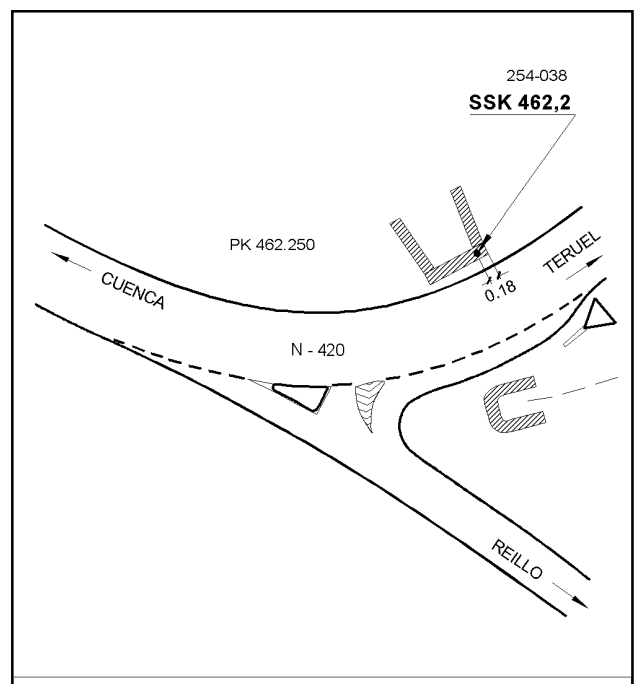 254-038
SSK 462,2
PK 462.250
TERUEL
CUENCA
0.18
N - 420
REILLO